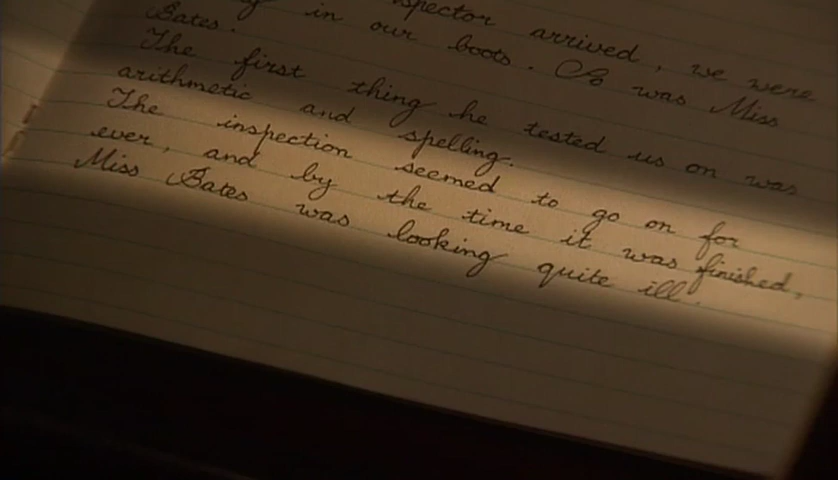 spector arrived, we were
g in our boots. So was Miss
Bates.
The first thing he tested us on was
arithmetic and spelling.
The inspection seemed to go on for
ever, and by the time it was finished,
Miss Bates was looking quite ill.